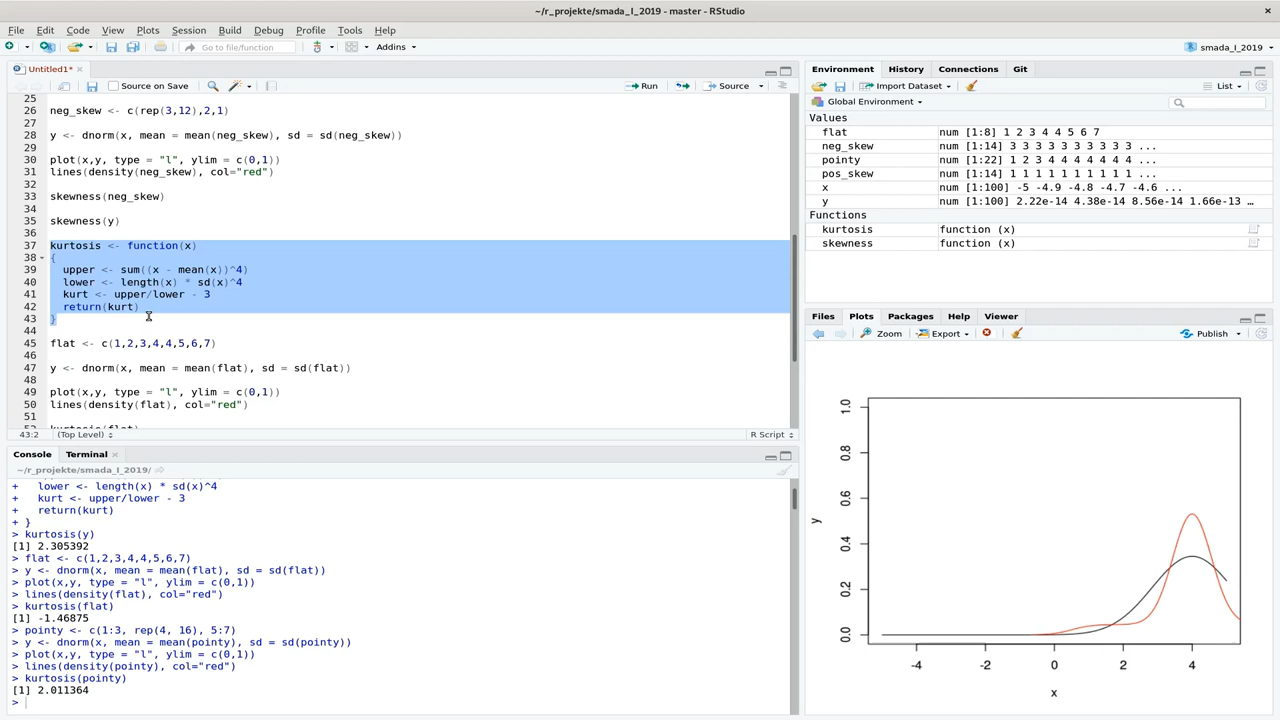 ~/r_projekte/smada_I_2019 - master - RStudio
File Edit Code View Plots Session Build Debug Profile Tools Help
Go to file/function Addins smada_I_2019
Untitled1*
Source on Save Run Source
25
26 neg_skew <- c(rep(3,12),2,1)
27
28 y <- dnorm(x, mean = mean(neg_skew), sd = sd(neg_skew))
29
30 plot(x,y, type = "l", ylim = c(0,1))
31 lines(density(neg_skew), col="red")
32
33 skewness(neg_skew)
34
35 skewness(y)
36
37 kurtosis <- function(x)
38 {
39 upper <- sum((x - mean(x))^4)
40 lower <- length(x) * sd(x)^4
41 kurt <- upper/lower - 3
42 return(kurt)
43 }
44
45 flat <- c(1,2,3,4,4,5,6,7)
46
47 y <- dnorm(x, mean = mean(flat), sd = sd(flat))
48
49 plot(x,y, type = "l", ylim = c(0,1))
50 lines(density(flat), col="red")
51
43:2 (Top Level) R Script
Console Terminal
~/r_projekte/smada_I_2019/
+ lower <- length(x) * sd(x)^4
+ kurt <- upper/lower - 3
+ return(kurt)
+ }
> kurtosis(y)
[1] 2.305392
> flat <- c(1,2,3,4,4,5,6,7)
> y <- dnorm(x, mean = mean(flat), sd = sd(flat))
> plot(x,y, type = "l", ylim = c(0,1))
> lines(density(flat), col="red")
> kurtosis(flat)
[1] -1.46875
> pointy <- c(1:3, rep(4, 16), 5:7)
> y <- dnorm(x, mean = mean(pointy), sd = sd(pointy))
> plot(x,y, type = "l", ylim = c(0,1))
> lines(density(pointy), col="red")
> kurtosis(pointy)
[1] 2.011364
>
Environment History Connections Git
Import Dataset List
Global Environment
Values
flat num [1:8] 1 2 3 4 4 5 6 7
neg_skew num [1:14] 3 3 3 3 3 3 3 3 3 3 ...
pointy num [1:22] 1 2 3 4 4 4 4 4 4 4 ...
pos_skew num [1:14] 1 1 1 1 1 1 1 1 1 1 ...
x num [1:100] -5 -4.9 -4.8 -4.7 -4.6 ...
y num [1:100] 2.22e-14 4.38e-14 8.56e-14 1.66e-13 …
Functions
kurtosis function (x)
skewness function (x)
Files Plots Packages Help Viewer
Zoom Export Publish
1.0
0.8
0.6
0.4
0.2
0.0
y
-4 -2 0 2 4
x